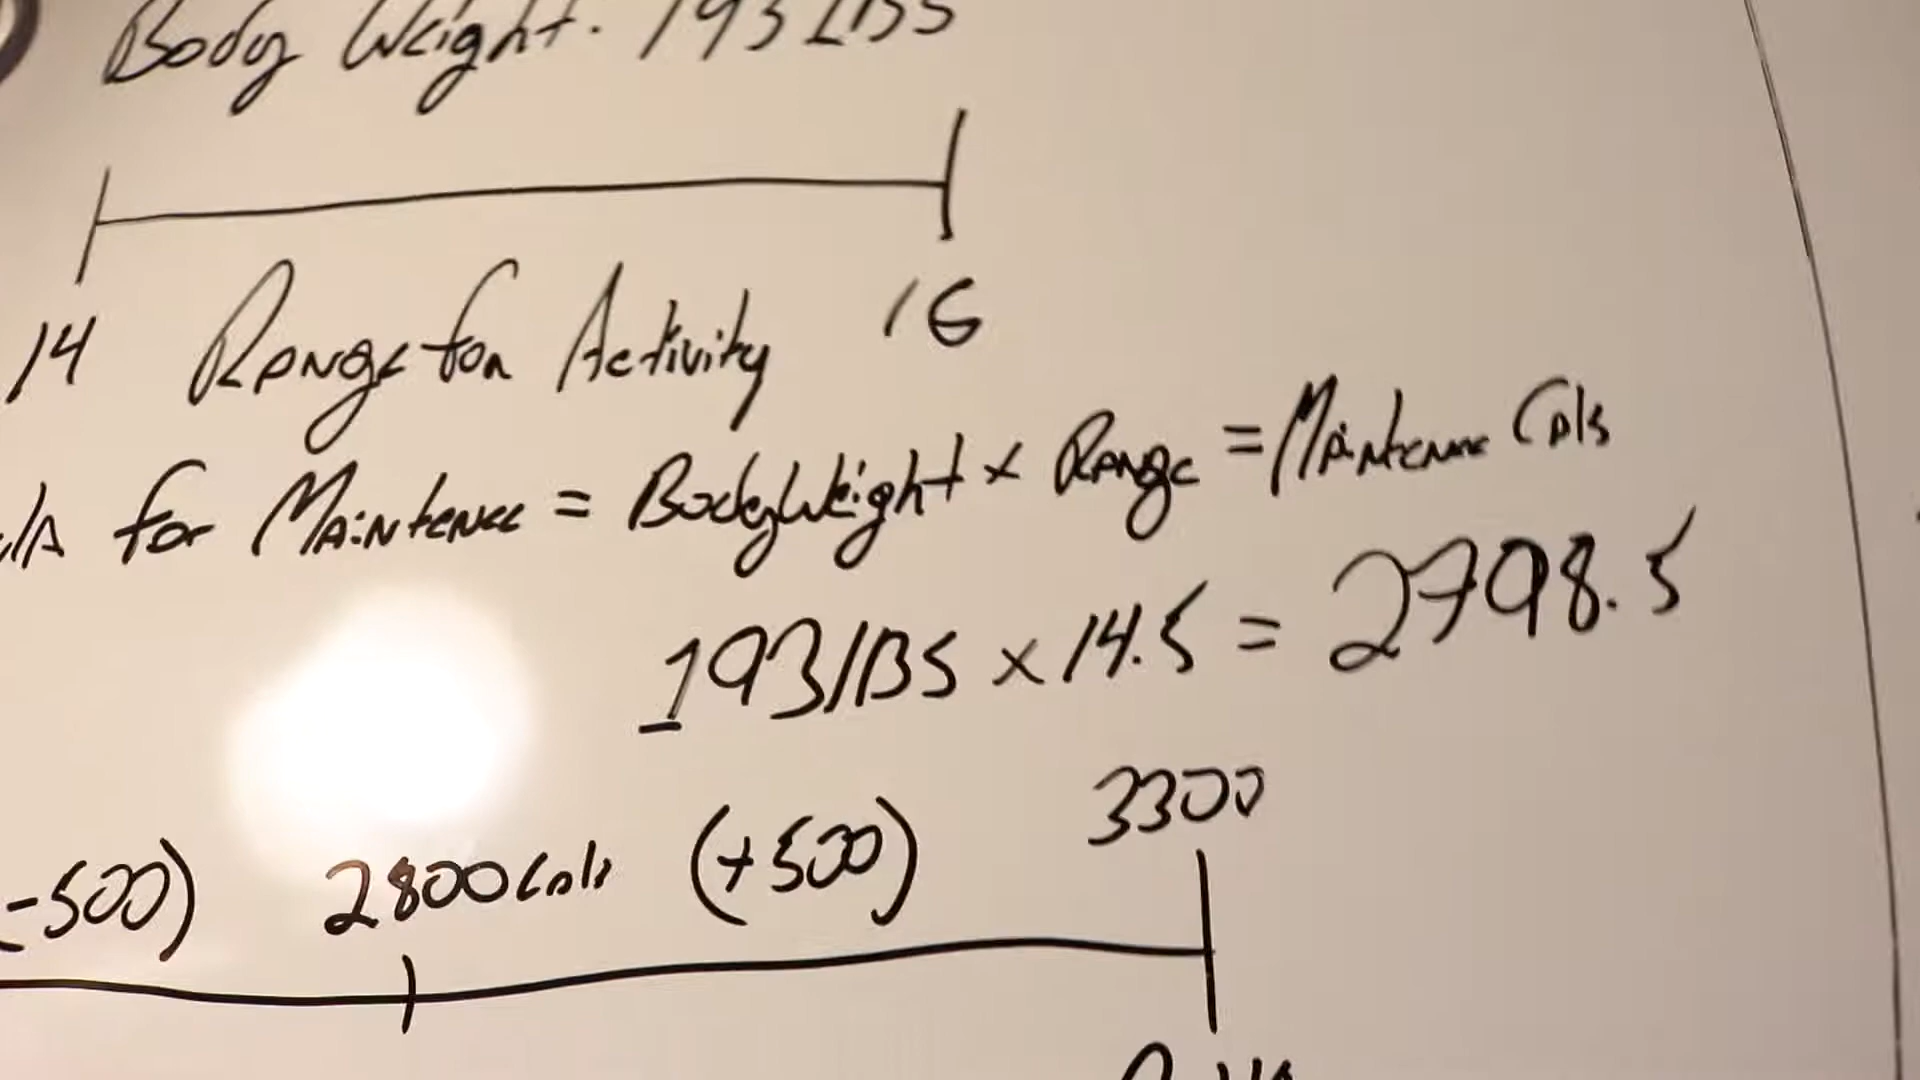 Body Weight. 193 LBS
14 Range for Activity 16
for Maintence = BodyWeight x Range = Maintence Cals
193 lBS x 14.5 = 2798.5
-500) 2800 Cals (+500) 3300